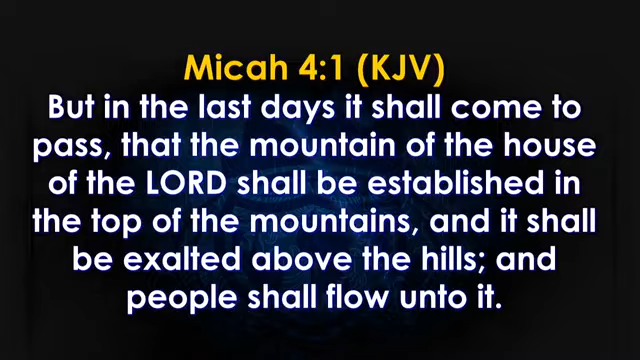 Micah 4:1 (KJV)
But in the last days it shall come to
pass, that the mountain of the house
of the LORD shall be established in
the top of the mountains, and it shall
be exalted above the hills; and
people shall flow unto it.